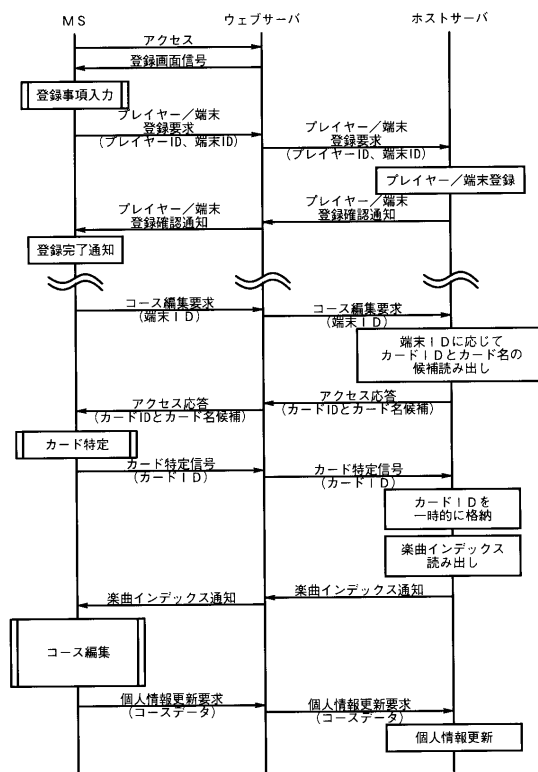 ＭＳ
ウェブサーバ
ホストサーバ
アクセス
登録画面信号
登録事項入力
プレイヤー／端末
登録要求
(プレイヤーID、端末ID)
プレイヤー／端末
登録要求
(プレイヤーID、端末ID)
プレイヤー／端末登録
プレイヤー／端末
登録確認通知
プレイヤー／端末
登録確認通知
登録完了通知
コース編集要求
(端末ＩＤ)
コース編集要求
(端末ＩＤ)
端末ＩＤに応じて
カードＩＤとカード名の
候補読み出し
アクセス応答
(カードIDとカード名候補)
アクセス応答
(カードIDとカード名候補)
カード特定
カード特定信号
(カードＩＤ)
カード特定信号
(カードＩＤ)
カードＩＤを
一時的に格納
楽曲インデックス
読み出し
楽曲インデックス通知
楽曲インデックス通知
コース編集
個人情報更新要求
(コースデータ)
個人情報更新要求
(コースデータ)
個人情報更新